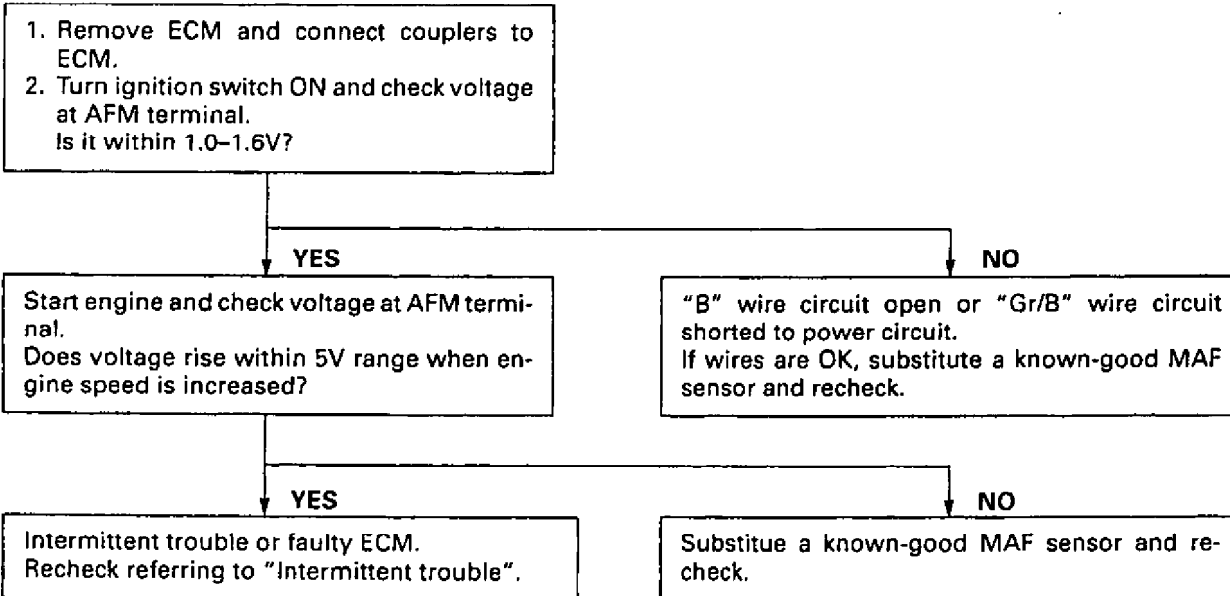 1. Remove ECM and connect couplers to
ECM.
2. Turn ignition switch ON and check voltage
at AFM terminal.
Is it within 1.0–1.6V?
YES
NO
Start engine and check voltage at AFM termi-
nal.
Does voltage rise within 5V range when en-
gine speed is increased?
"B" wire circuit open or "Gr/B" wire circuit
shorted to power circuit.
If wires are OK, substitute a known-good MAF
sensor and recheck.
YES
NO
Intermittent trouble or faulty ECM.
Recheck referring to "Intermittent trouble".
Substitue a known-good MAF sensor and re-
check.